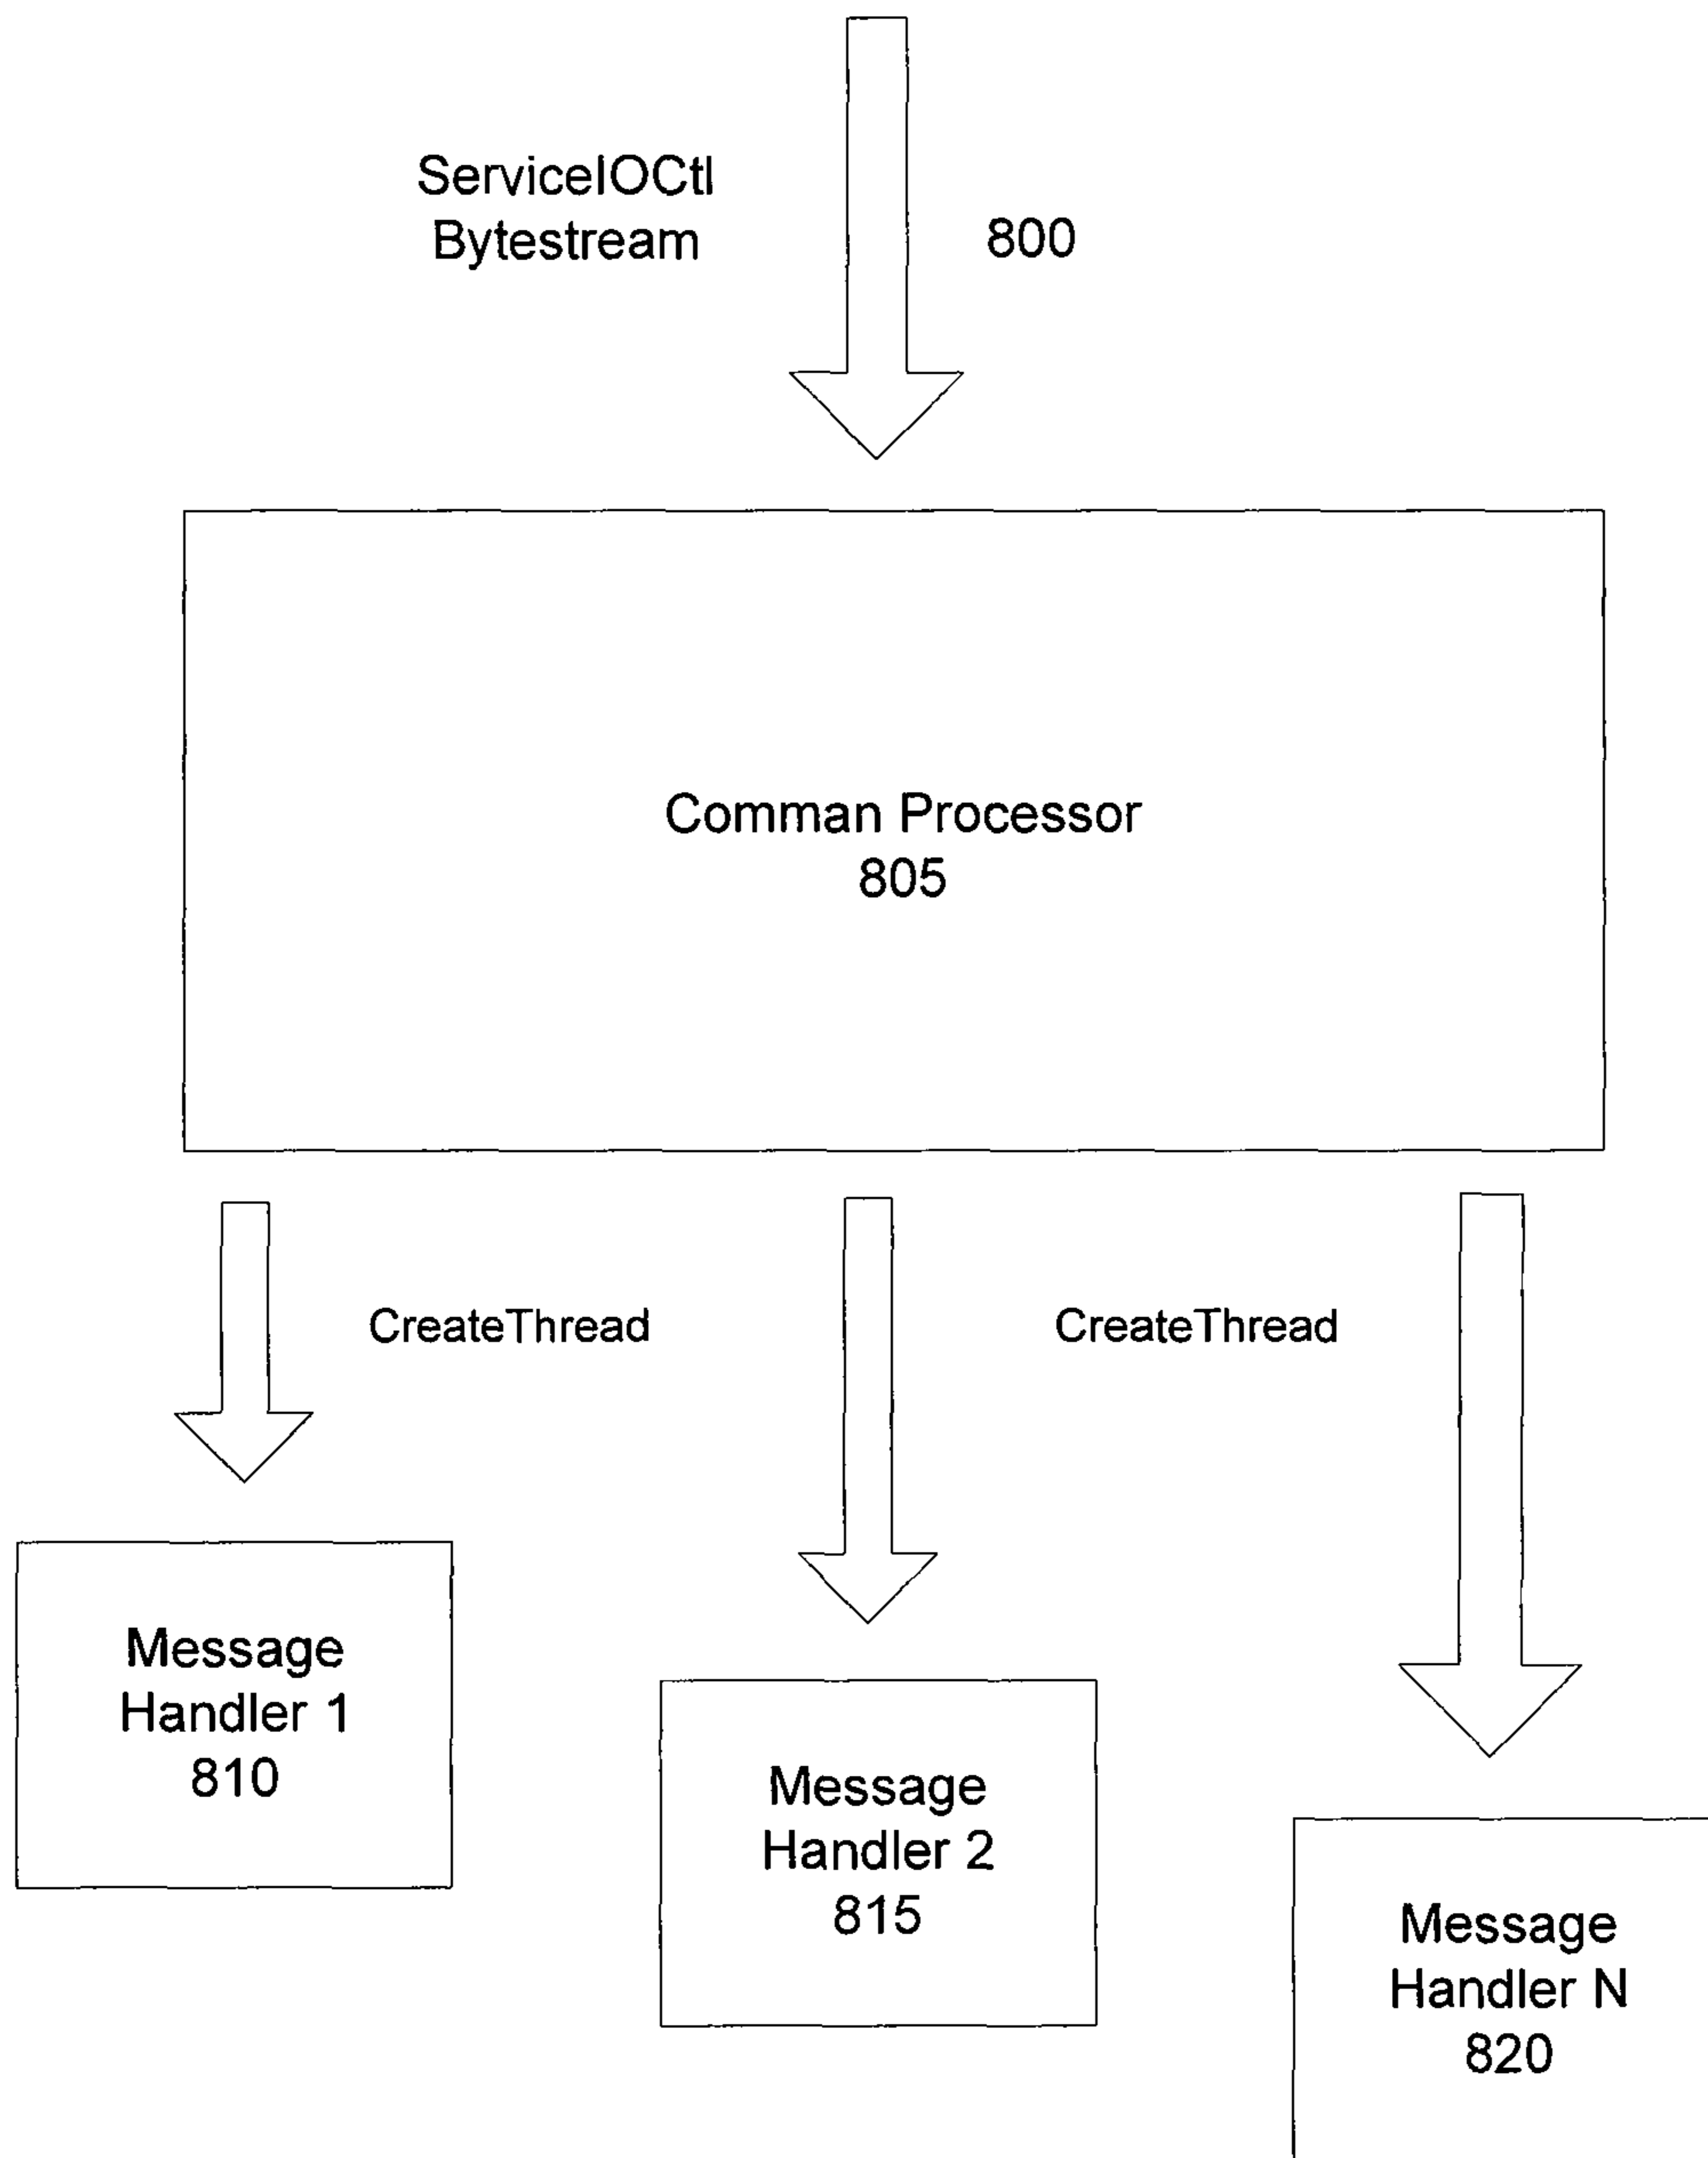 ServiceIOCtl
Bytestream
800
Comman Processor
805
CreateThread
CreateThread
Message
Handler 1
810
Message
Handler 2
815
Message
Handler N
820